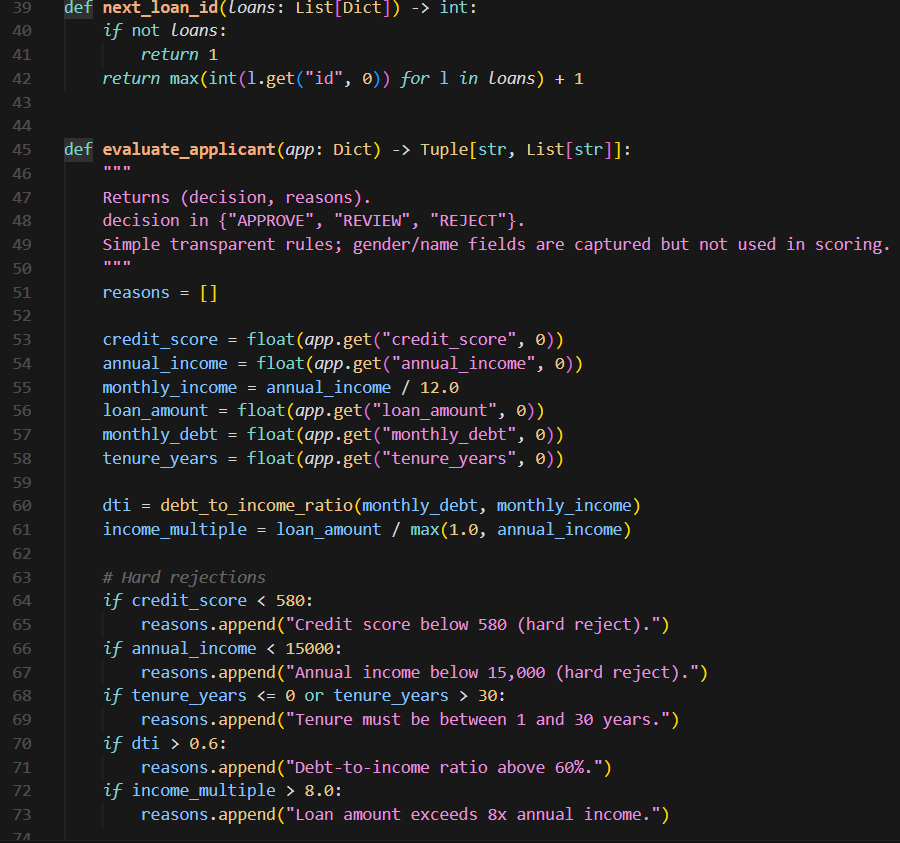 39 def next_loan_id(loans: List[Dict]) -> int:
40 if not loans:
41 return 1
42 return max(int(l.get("id", 0)) for l in loans) + 1
43
44
45 def evaluate_applicant(app: Dict) -> Tuple[str, List[str]]:
46 """
47 Returns (decision, reasons).
48 decision in {"APPROVE", "REVIEW", "REJECT"}.
49 Simple transparent rules; gender/name fields are captured but not used in scoring.
50 """
51 reasons = []
52
53 credit_score = float(app.get("credit_score", 0))
54 annual_income = float(app.get("annual_income", 0))
55 monthly_income = annual_income / 12.0
56 loan_amount = float(app.get("loan_amount", 0))
57 monthly_debt = float(app.get("monthly_debt", 0))
58 tenure_years = float(app.get("tenure_years", 0))
59
60 dti = debt_to_income_ratio(monthly_debt, monthly_income)
61 income_multiple = loan_amount / max(1.0, annual_income)
62
63 # Hard rejections
64 if credit_score < 580:
65 reasons.append("Credit score below 580 (hard reject).")
66 if annual_income < 15000:
67 reasons.append("Annual income below 15,000 (hard reject).")
68 if tenure_years <= 0 or tenure_years > 30:
69 reasons.append("Tenure must be between 1 and 30 years.")
70 if dti > 0.6:
71 reasons.append("Debt-to-income ratio above 60%.")
72 if income_multiple > 8.0:
73 reasons.append("Loan amount exceeds 8x annual income.")
74